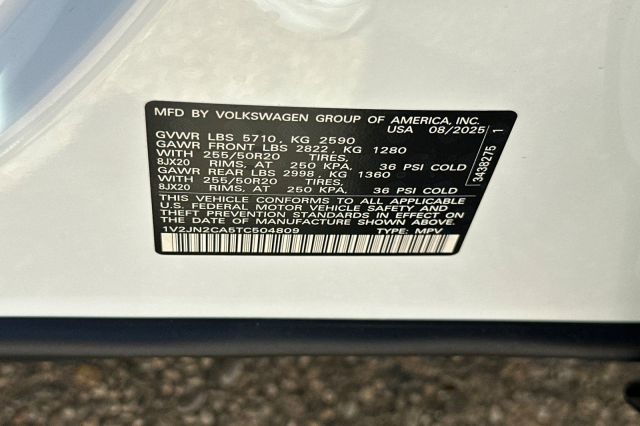 MFD BY VOLKSWAGEN GROUP OF AMERICA, INC.
USA 08/2025
GVWR LBS 5710, KG 2590
GAWR FRONT LBS 2822, KG 1280
WITH 255/50R20 TIRES,
8JX20 RIMS, AT 250 KPA, 36 PSI COLD
GAWR REAR LBS 2998, KG 1360
WITH 255/50R20 TIRES,
8JX20 RIMS, AT 250 KPA, 36 PSI COLD
THIS VEHICLE CONFORMS TO ALL APPLICABLE
U.S. FEDERAL MOTOR VEHICLE SAFETY AND
THEFT PREVENTION STANDARDS IN EFFECT ON
THE DATE OF MANUFACTURE SHOWN ABOVE.
1V2JN2CA5TC504809 TYPE: MPV
3438275 1